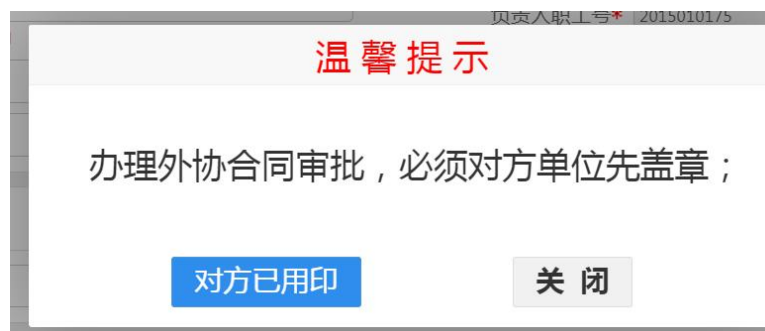 负责人职工号* 2015010175
温馨提示
办理外协合同审批，必须对方单位先盖章；
对方已用印 关闭